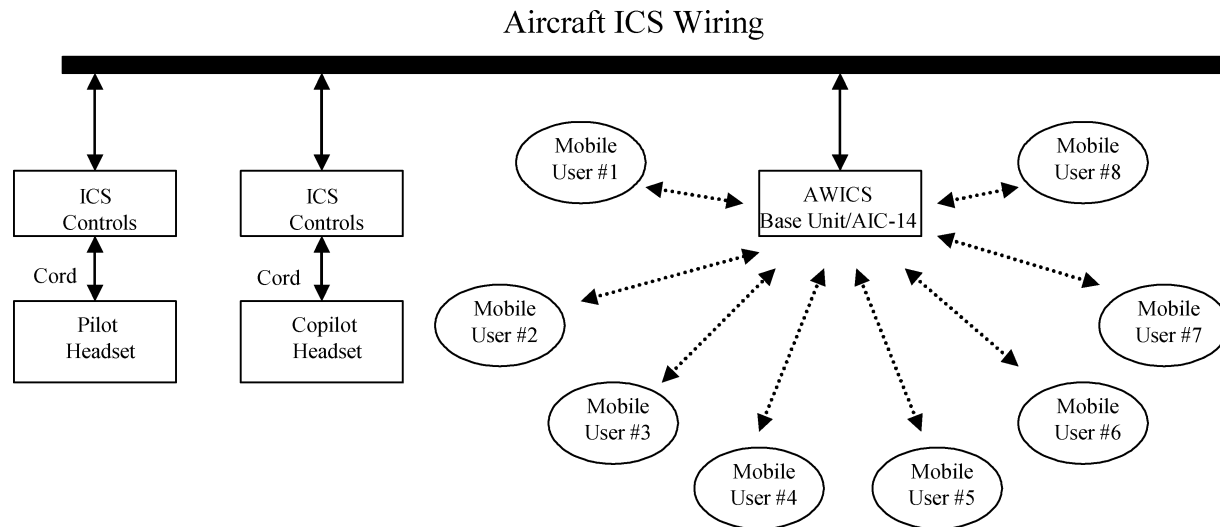 Aircraft ICS Wiring
ICS
Controls
Cord
Pilot
Headset
ICS
Controls
Cord
Copilot
Headset
AWICS
Base Unit/AIC-14
Mobile
User #1
Mobile
User #2
Mobile
User #3
Mobile
User #4
Mobile
User #5
Mobile
User #6
Mobile
User #7
Mobile
User #8